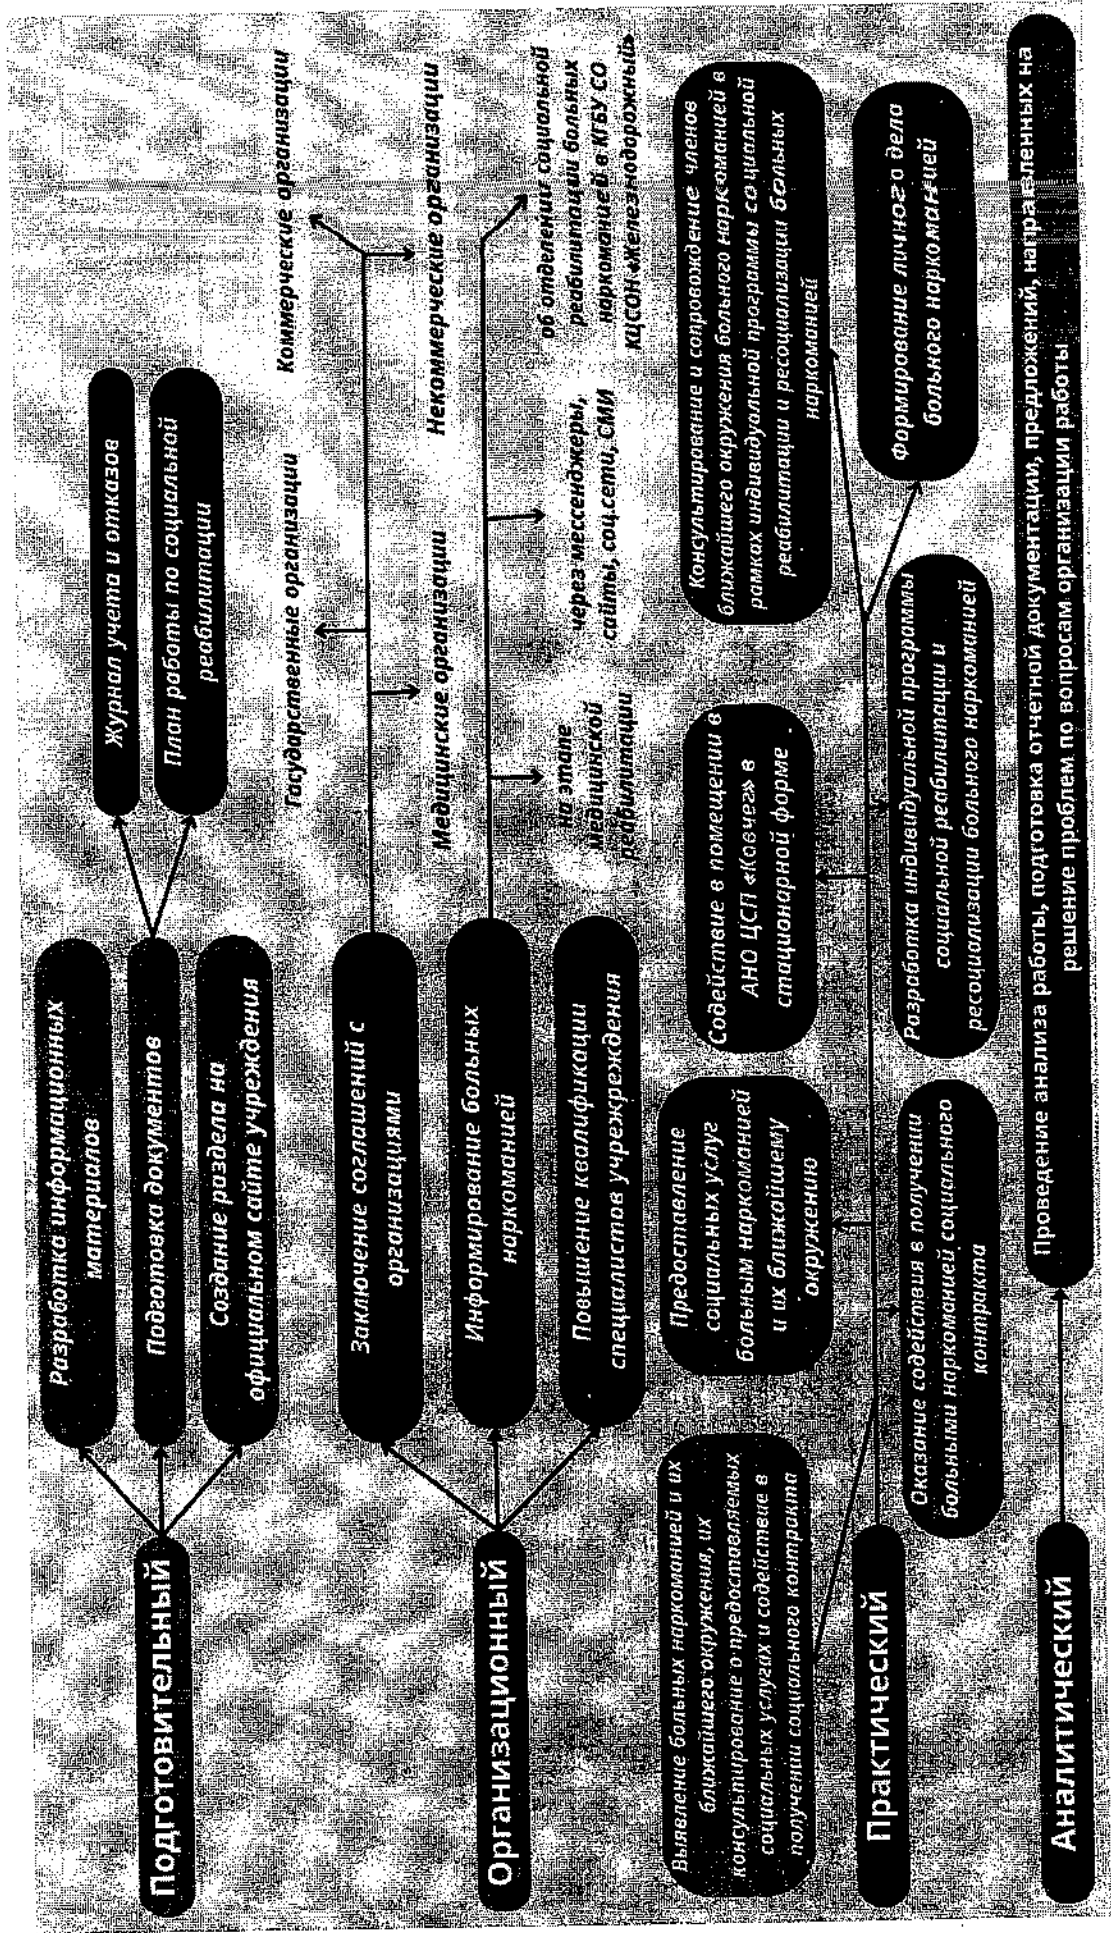 Подготовительный
Разработка информационных
материалов
Подготовка документов
Создание раздела на
официальном сайте учреждения
Журнал учета и отказов
План работы по социальной
реабилитации
Организационный
Заключение соглашений с
организациями
Информирование больных
наркоманией
Повышение квалификации
специалистов учреждения
Государственные организации
Коммерческие организации
Медицинские организации
Некоммерческие организации
на этапе
медицинской
реабилитации
через мессенджеры,
сайты, соц.сети, СМИ
об отделении социальной
реабилитации больных
наркоманией в КГБУ СО
КЦСОН «Железнодорожный»
Практический
Выявление больных наркоманией и их
ближайшего окружения, их
консультирование о предоставляемых
социальных услугах и содействие в
получении социального контракта
Предоставление
социальных услуг
больным наркоманией
и их ближайшему
окружению
Содействие в помещении в
АНО ЦСП «Ковчег» в
стационарной форме
Консультирование и сопровождение членов
ближайшего окружения больного наркоманией в
рамках индивидуальной программы социальной
реабилитации и ресоциализации больных
наркоманией
Оказание содействия в получении
больными наркоманией социального
контракта
Разработка индивидуальной программы
социальной реабилитации и
ресоциализации больного наркоманией
Формирование личного дела
больного наркоманией
Аналитический
Проведение анализа работы, подготовка отчетной документации, предложений, направленных на
решение проблем по вопросам организации работы